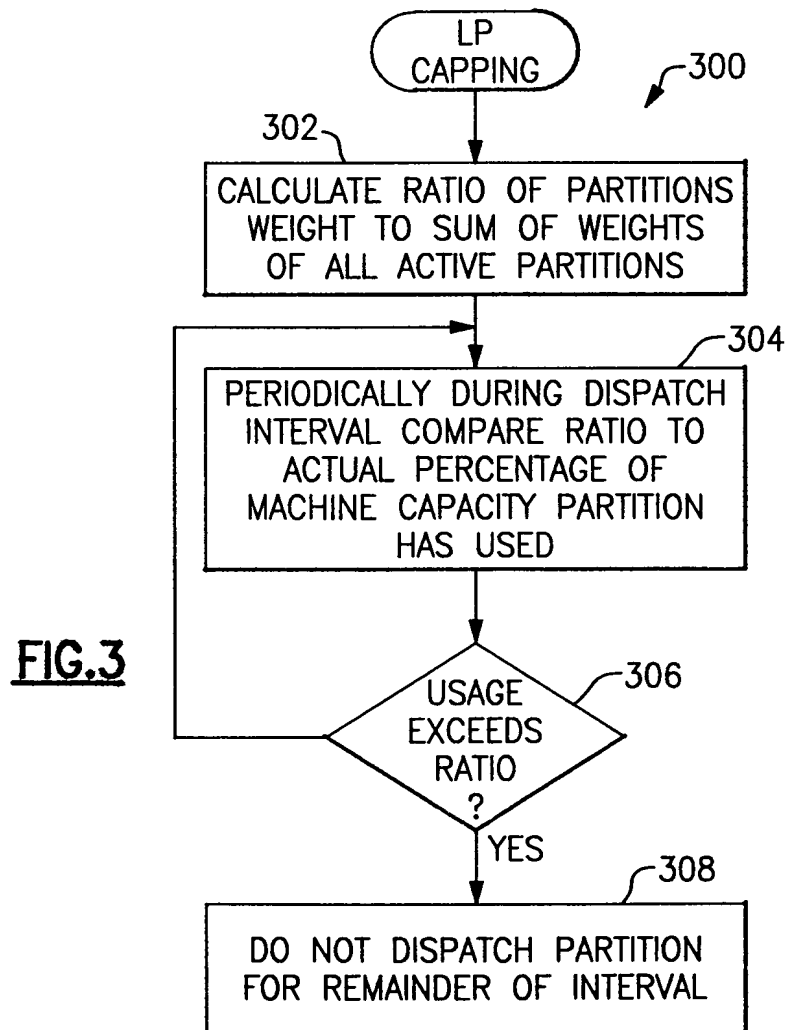 LP
CAPPING
300
302
CALCULATE RATIO OF PARTITIONS
WEIGHT TO SUM OF WEIGHTS
OF ALL ACTIVE PARTITIONS
304
PERIODICALLY DURING DISPATCH
INTERVAL COMPARE RATIO TO
ACTUAL PERCENTAGE OF
MACHINE CAPACITY PARTITION
HAS USED
FIG.3
306
USAGE
EXCEEDS
RATIO
?
YES
308
DO NOT DISPATCH PARTITION
FOR REMAINDER OF INTERVAL